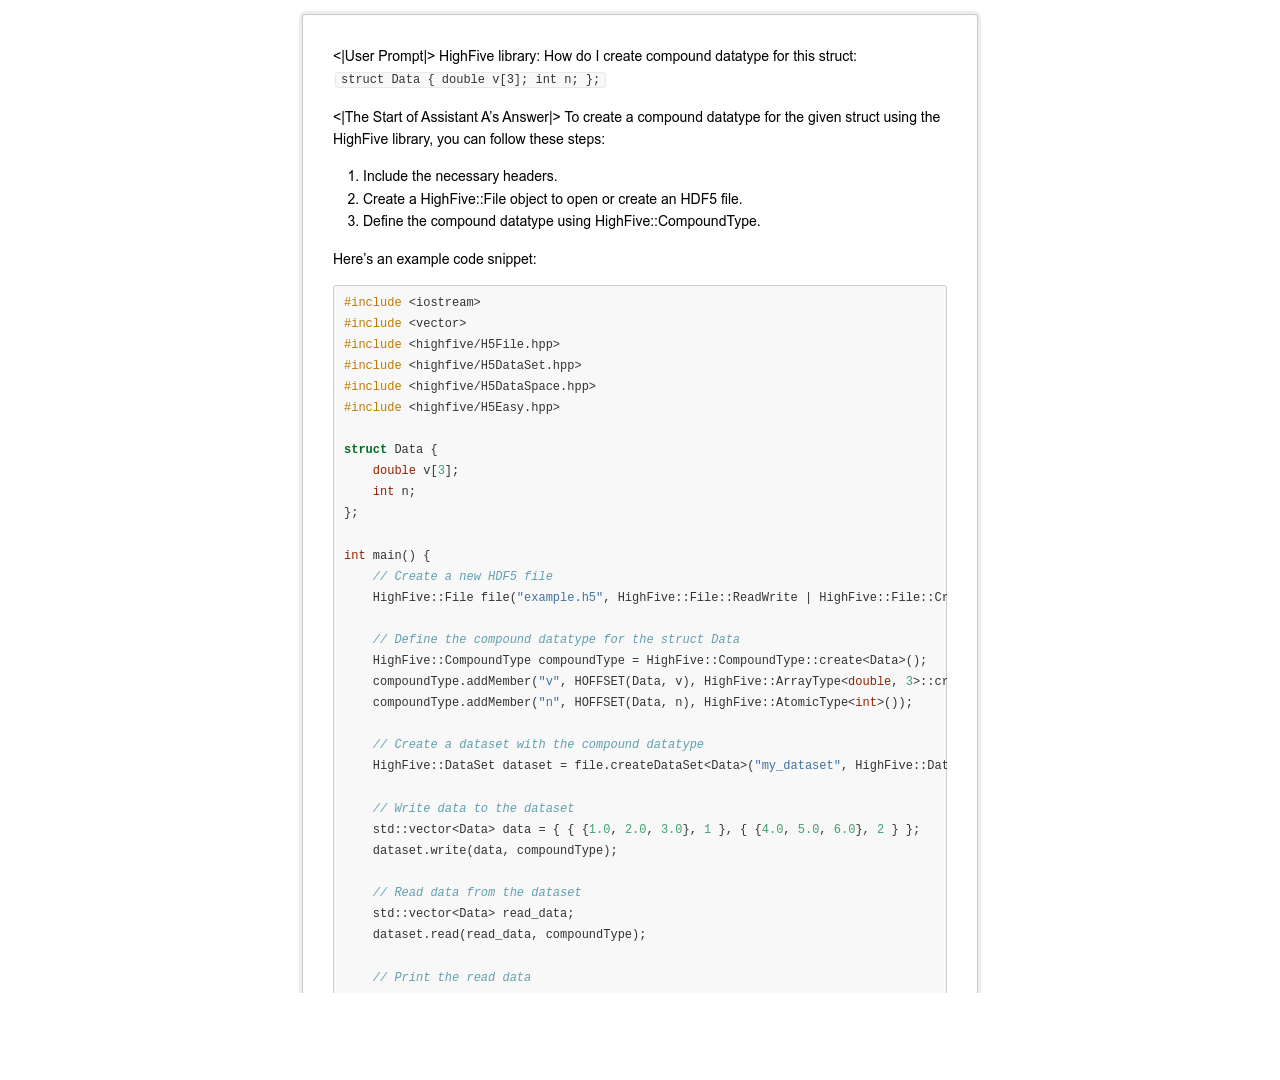 <|User Prompt|> HighFive library: How do I create compound datatype for this struct:
struct Data { double v[3]; int n; };
<|The Start of Assistant A’s Answer|> To create a compound datatype for the given struct using the
HighFive library, you can follow these steps:
1. Include the necessary headers.
2. Create a HighFive::File object to open or create an HDF5 file.
3. Define the compound datatype using HighFive::CompoundType.
Here’s an example code snippet:
#include <iostream>
#include <vector>
#include <highfive/H5File.hpp>
#include <highfive/H5DataSet.hpp>
#include <highfive/H5DataSpace.hpp>
#include <highfive/H5Easy.hpp>
struct Data {
    double v[3];
    int n;
};
int main() {
    // Create a new HDF5 file
    HighFive::File file("example.h5", HighFive::File::ReadWrite | HighFive::File::Cr
    // Define the compound datatype for the struct Data
    HighFive::CompoundType compoundType = HighFive::CompoundType::create<Data>();
    compoundType.addMember("v", HOFFSET(Data, v), HighFive::ArrayType<double, 3>::cr
    compoundType.addMember("n", HOFFSET(Data, n), HighFive::AtomicType<int>());
    // Create a dataset with the compound datatype
    HighFive::DataSet dataset = file.createDataSet<Data>("my_dataset", HighFive::Dat
    // Write data to the dataset
    std::vector<Data> data = { { {1.0, 2.0, 3.0}, 1 }, { {4.0, 5.0, 6.0}, 2 } };
    dataset.write(data, compoundType);
    // Read data from the dataset
    std::vector<Data> read_data;
    dataset.read(read_data, compoundType);
    // Print the read data